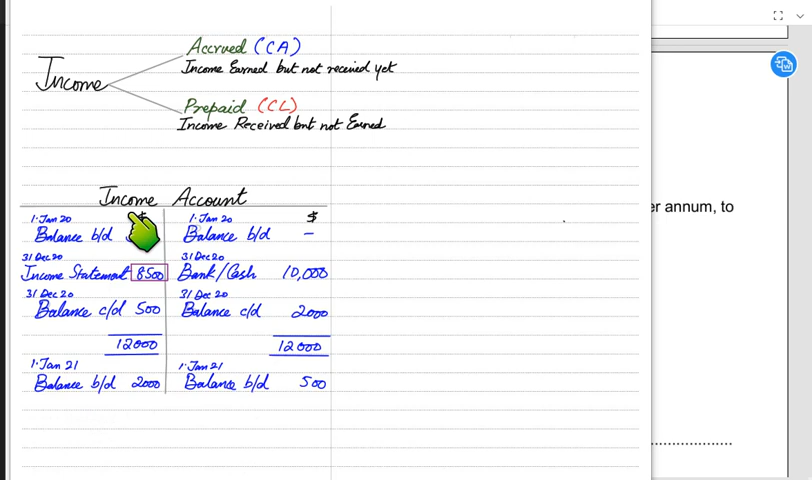 Accrued (CA)
Income Earned but not received yet
Income
Prepaid (CL)
Income Received but not Earned
Income Account
$
1·Jan 20 1·Jan 20
Balance b/d Balance b/d –
31 Dec 20 31 Dec 20
Income Statement 8500 Bank/Cash 10,000
31 Dec 20 31 Dec 20
Balance c/d 500 Balance c/d 2000
12000 12000
1·Jan 21 1·Jan 21
Balance b/d 2000 Balance b/d 500
er annum, to